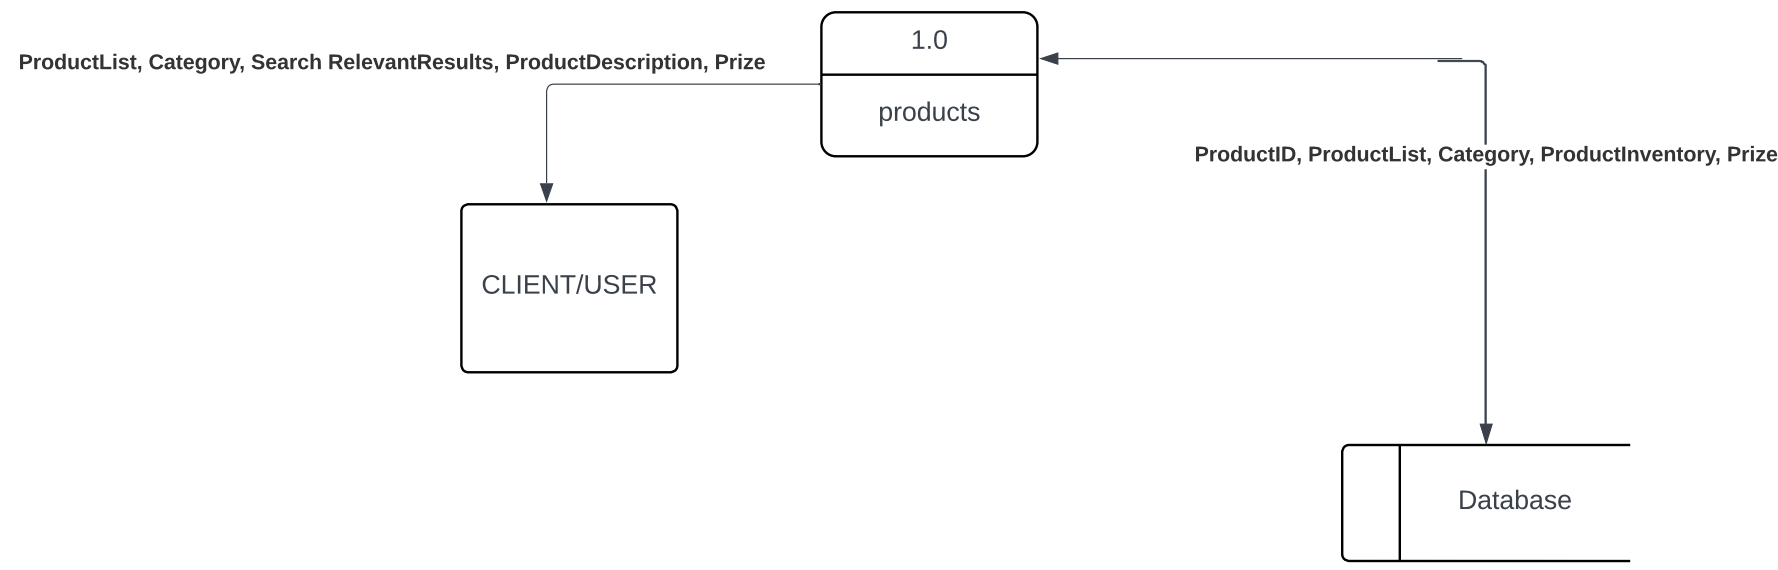 1.0
ProductList, Category, Search RelevantResults, ProductDescription, Prize
products
ProductID, ProductList, Category, ProductInventory, Prize
CLIENT/USER
Database